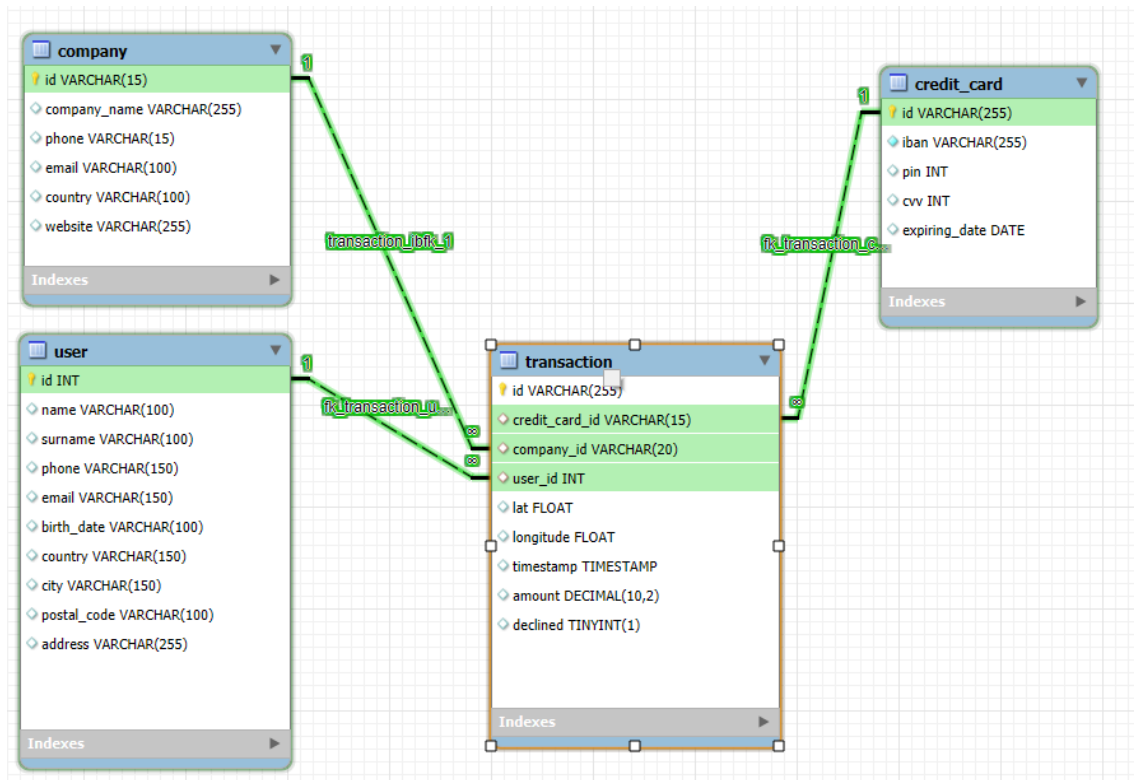 company
id VARCHAR(15)
company_name VARCHAR(255)
phone VARCHAR(15)
email VARCHAR(100)
country VARCHAR(100)
website VARCHAR(255)
Indexes
1
transaction_ibfk_1
∞
user
id INT
name VARCHAR(100)
surname VARCHAR(100)
phone VARCHAR(150)
email VARCHAR(150)
birth_date VARCHAR(100)
country VARCHAR(150)
city VARCHAR(150)
postal_code VARCHAR(100)
address VARCHAR(255)
Indexes
1
fk_transaction_u...
∞
transaction
id VARCHAR(255)
credit_card_id VARCHAR(15)
company_id VARCHAR(20)
user_id INT
lat FLOAT
longitude FLOAT
timestamp TIMESTAMP
amount DECIMAL(10,2)
declined TINYINT(1)
Indexes
∞
fk_transaction_c...
1
credit_card
id VARCHAR(255)
iban VARCHAR(255)
pin INT
cvv INT
expiring_date DATE
Indexes